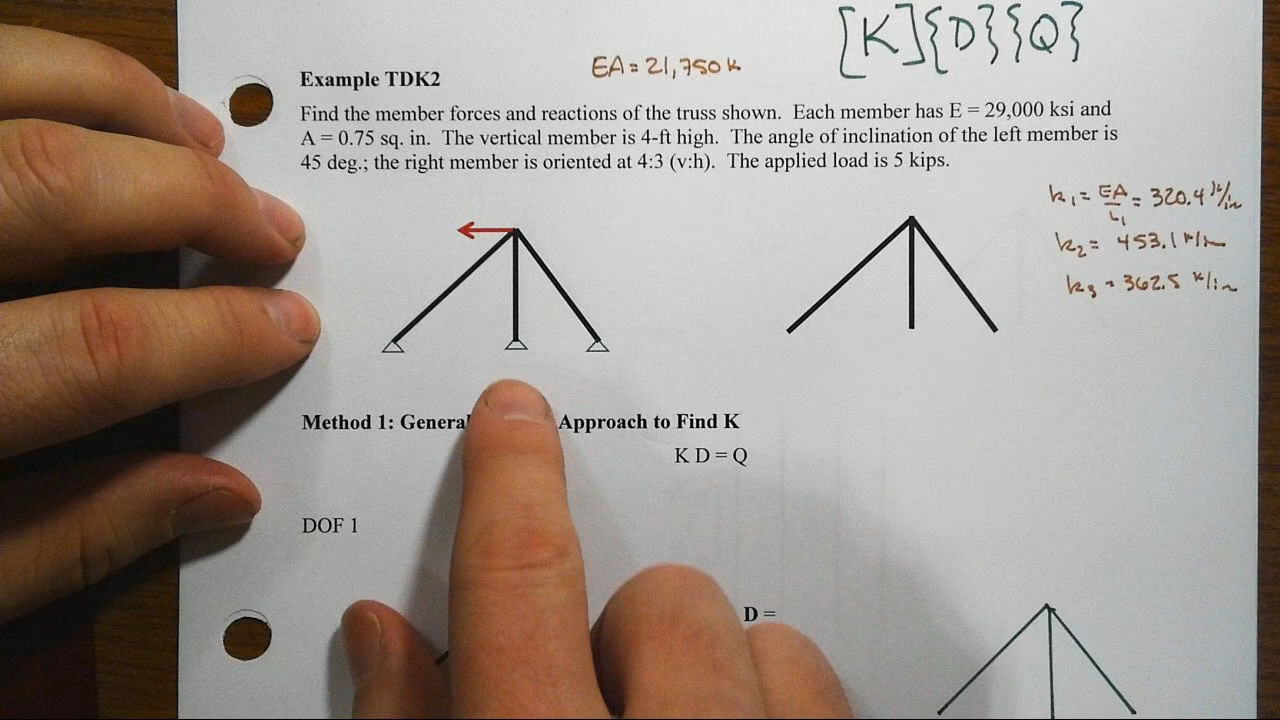 [K]{D}{Q}
EA = 21,750 k
Example TDK2
Find the member forces and reactions of the truss shown. Each member has E = 29,000 ksi and
A = 0.75 sq. in. The vertical member is 4-ft high. The angle of inclination of the left member is
45 deg.; the right member is oriented at 4:3 (v:h). The applied load is 5 kips.
k1 = EA/L1 = 320.4 k/in
k2 = 453.1 k/in
k3 = 362.5 k/in
Method 1: Approach to Find K
K D = Q
DOF 1
D =